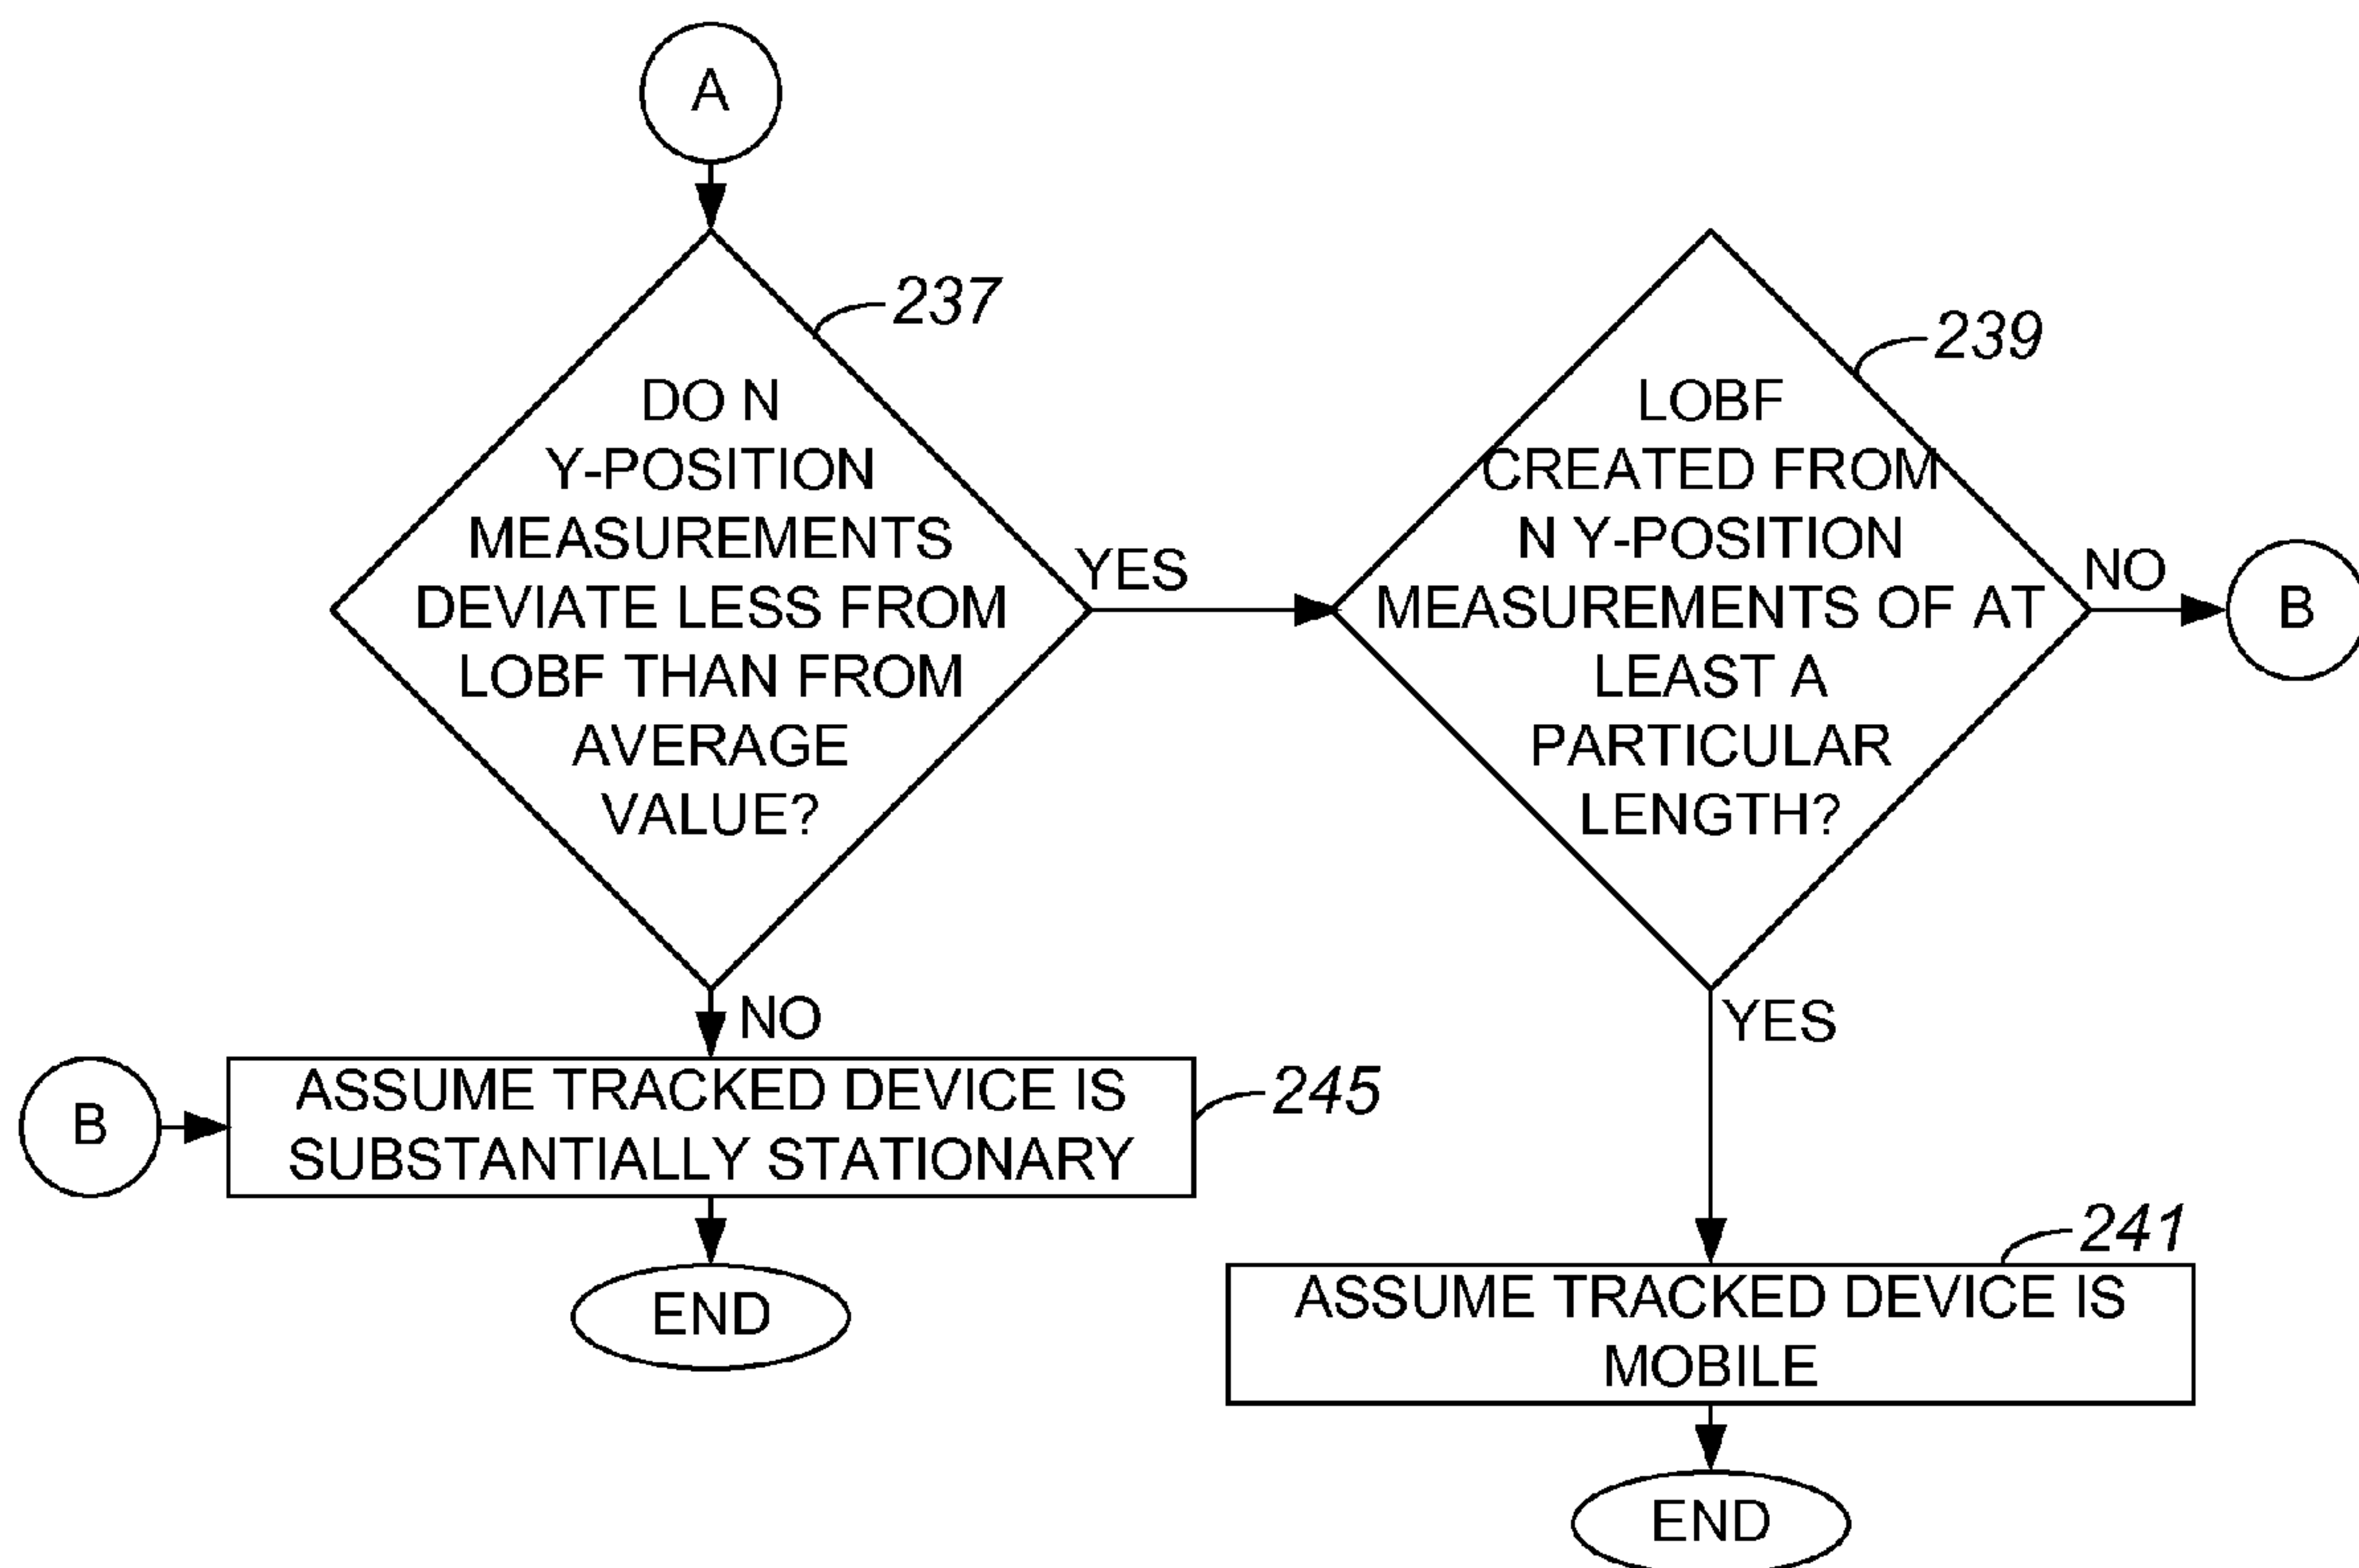 A
237
DO N
Y-POSITION
MEASUREMENTS
DEVIATE LESS FROM
LOBF THAN FROM
AVERAGE
VALUE?
YES
239
LOBF
CREATED FROM
N Y-POSITION
MEASUREMENTS OF AT
LEAST A
PARTICULAR
LENGTH?
NO
B
NO
YES
B
ASSUME TRACKED DEVICE IS
SUBSTANTIALLY STATIONARY
245
END
241
ASSUME TRACKED DEVICE IS
MOBILE
END